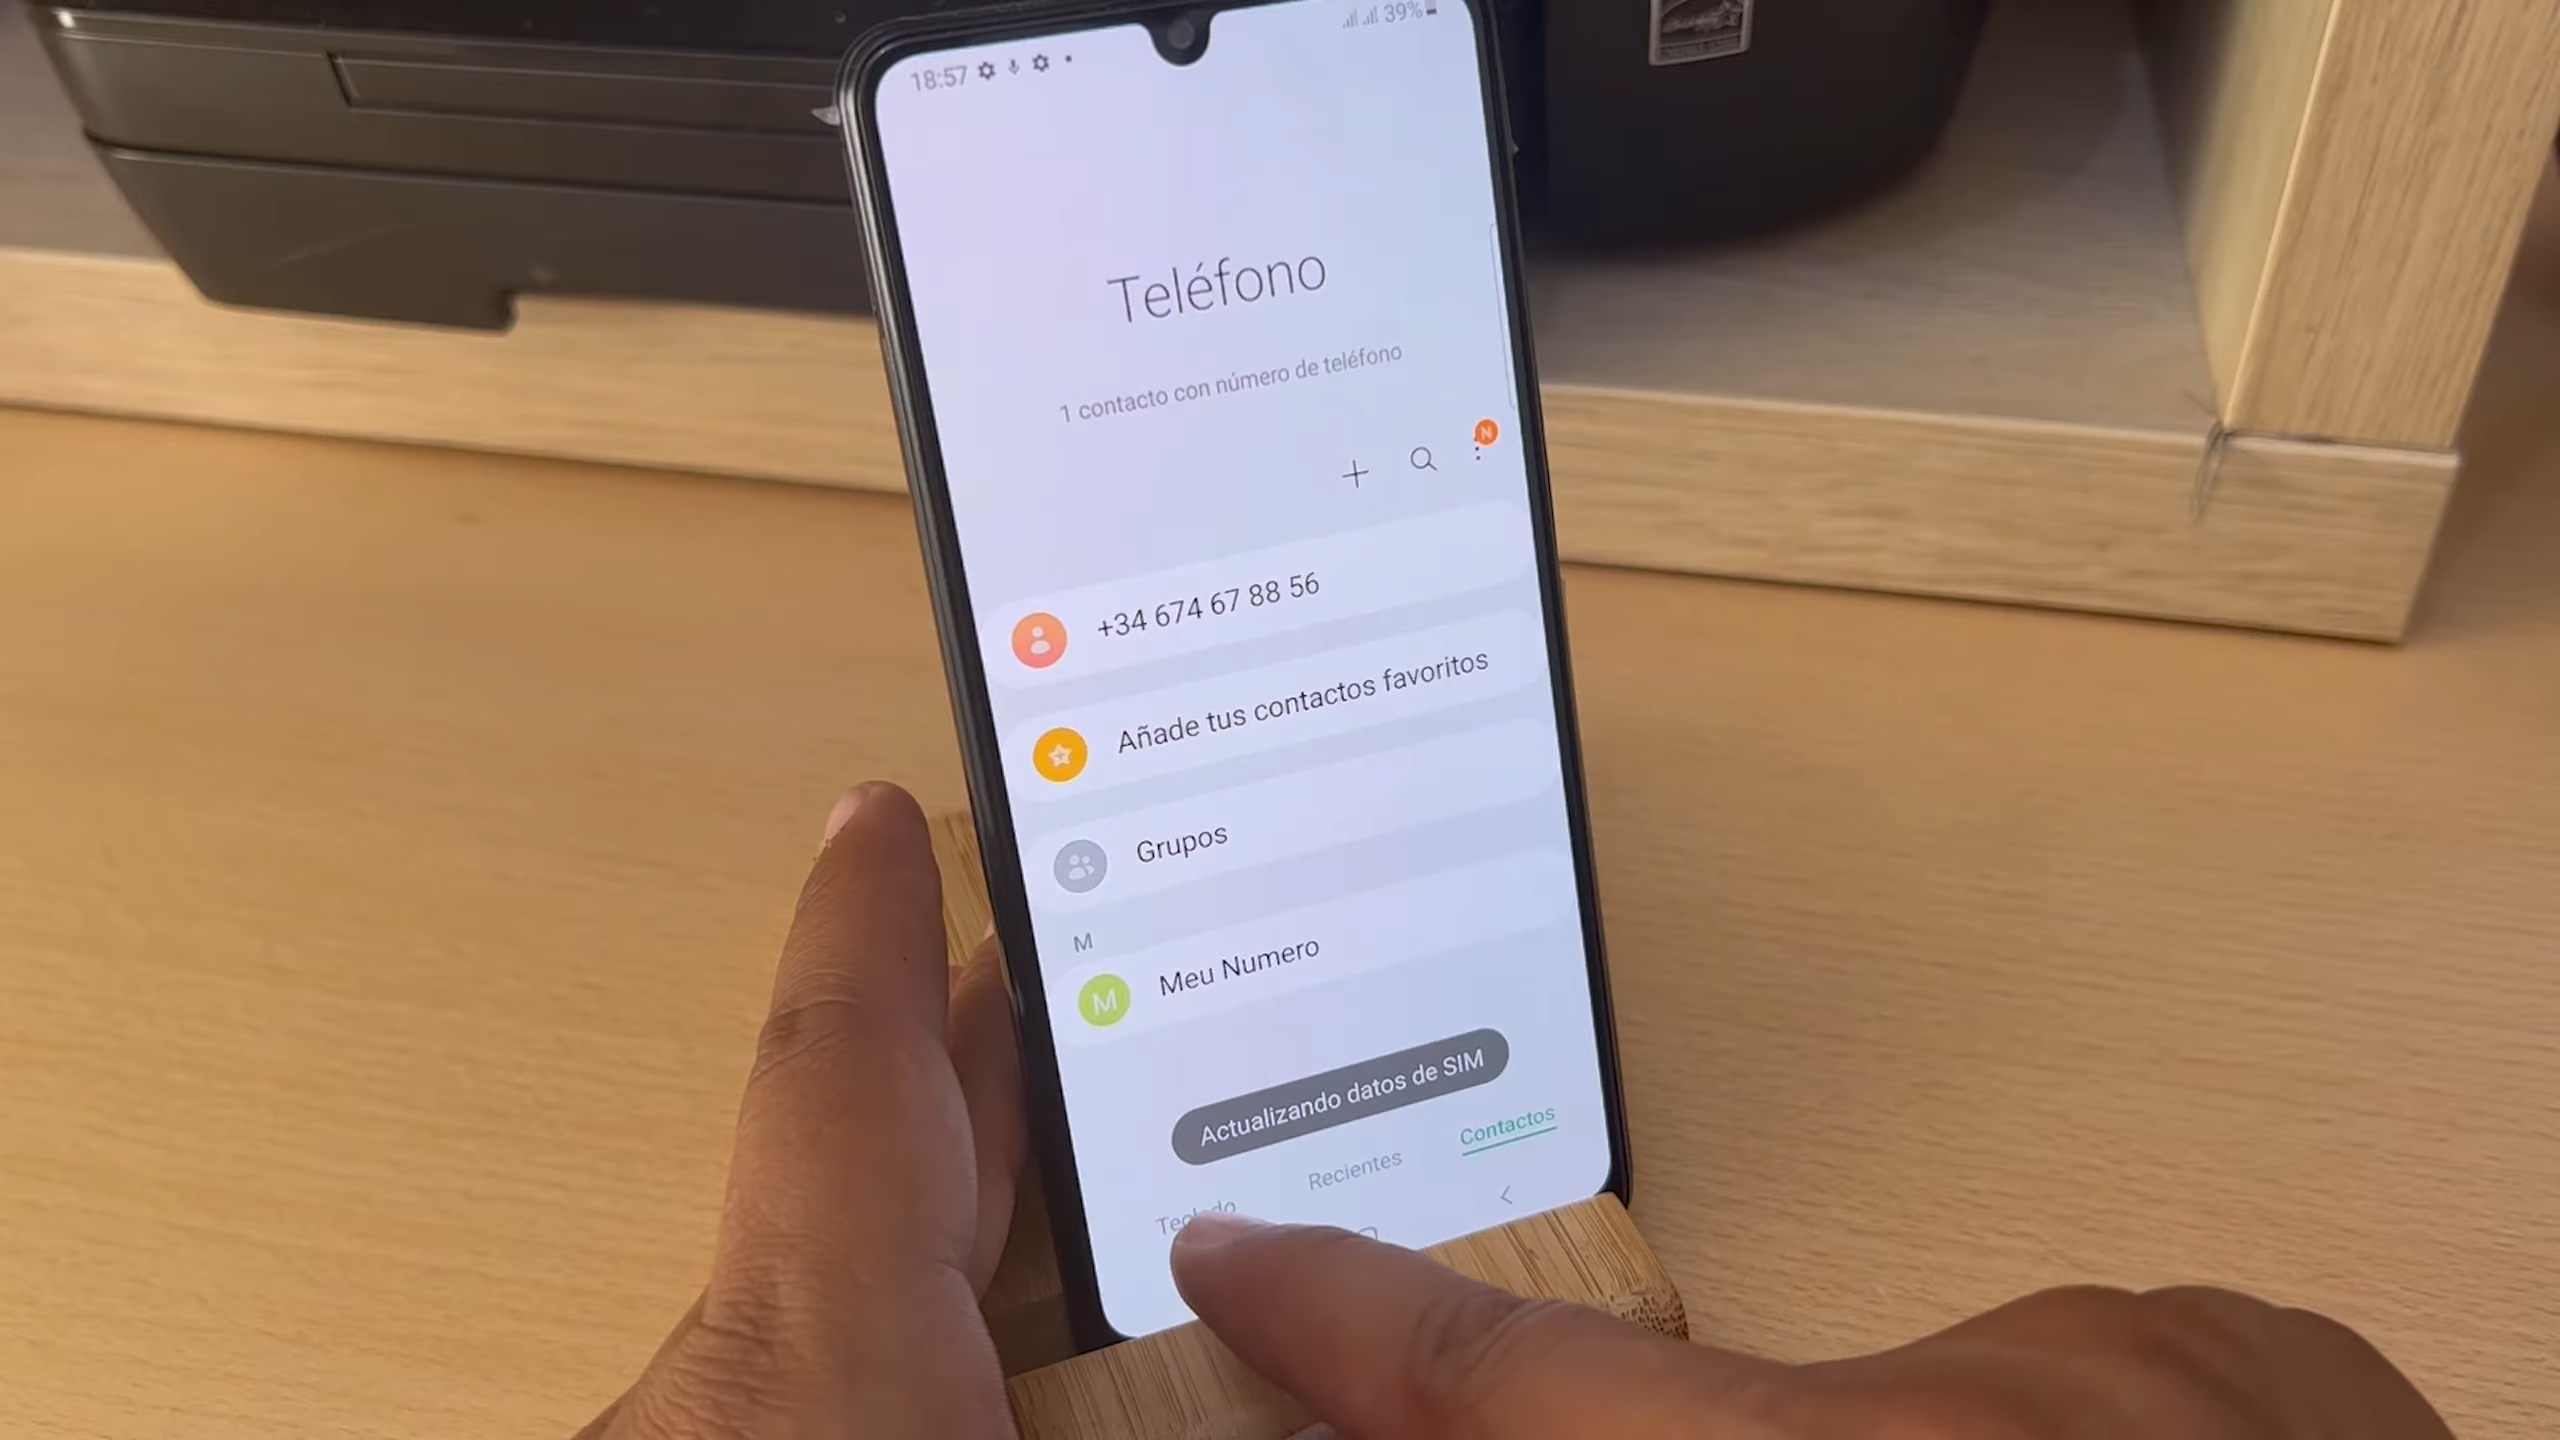 18:57
39%
Teléfono
1 contacto con número de teléfono
N
+34 674 67 88 56
Añade tus contactos favoritos
Grupos
M
M Meu Numero
Actualizando datos de SIM
Teclado Recientes Contactos